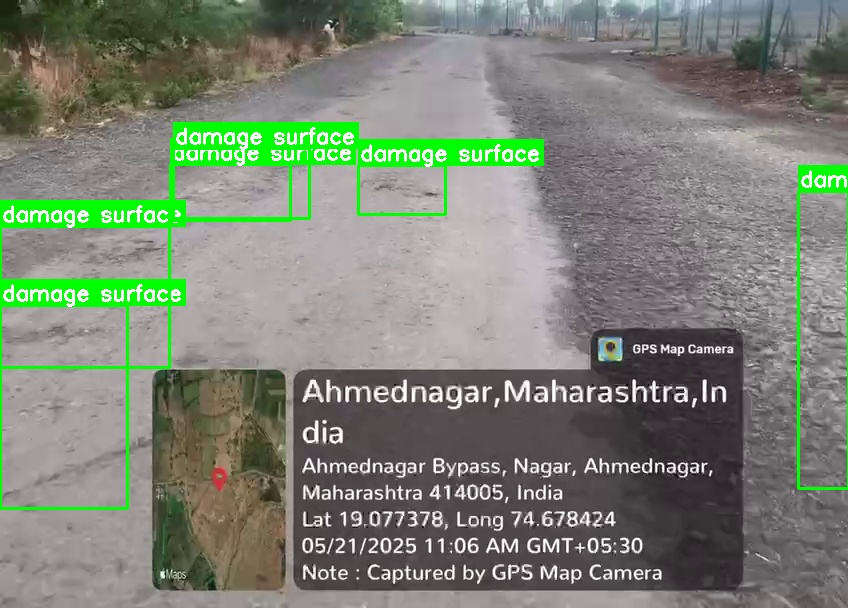 damage surface
damage surface
damage surface
dam
damage surface
damage surface
GPS Map Camera
Ahmednagar,Maharashtra,In
dia
Ahmednagar Bypass, Nagar, Ahmednagar,
Maharashtra 414005, India
Lat 19.077378, Long 74.678424
05/21/2025 11:06 AM GMT+05:30
Note : Captured by GPS Map Camera
Maps